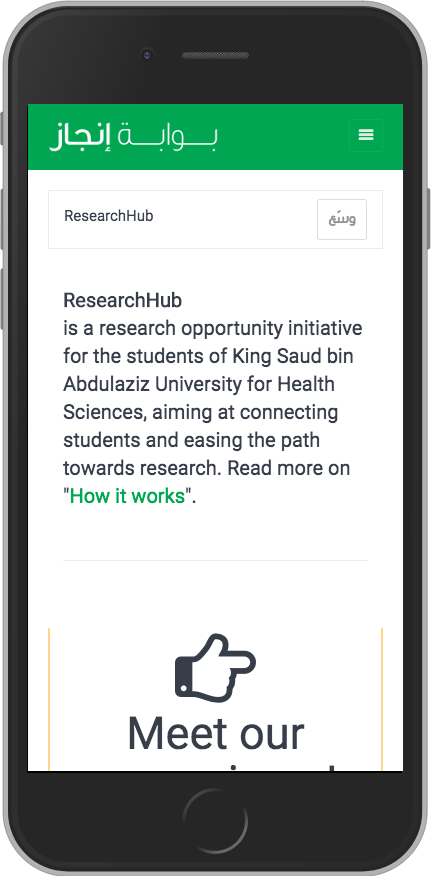 بوابة إنجاز
ResearchHub
وسّع
ResearchHub
is a research opportunity initiative
for the students of King Saud bin
Abdulaziz University for Health
Sciences, aiming at connecting
students and easing the path
towards research. Read more on
"How it works".
Meet our